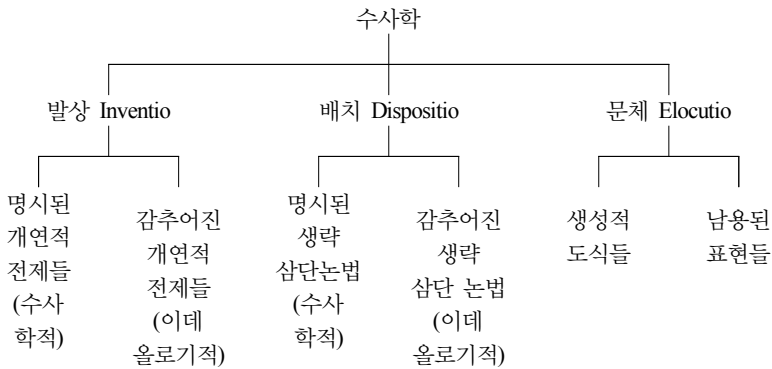 수사학
발상 Inventio
배치 Dispositio
문체 Elocutio
명시된
개연적
전제들
(수사
학적)
감추어진
개연적
전제들
(이데
올로기적)
명시된
생략
삼단논법
(수사
학적)
감추어진
생략
삼단 논법
(이데
올로기적)
생성적
도식들
남용된
표현들